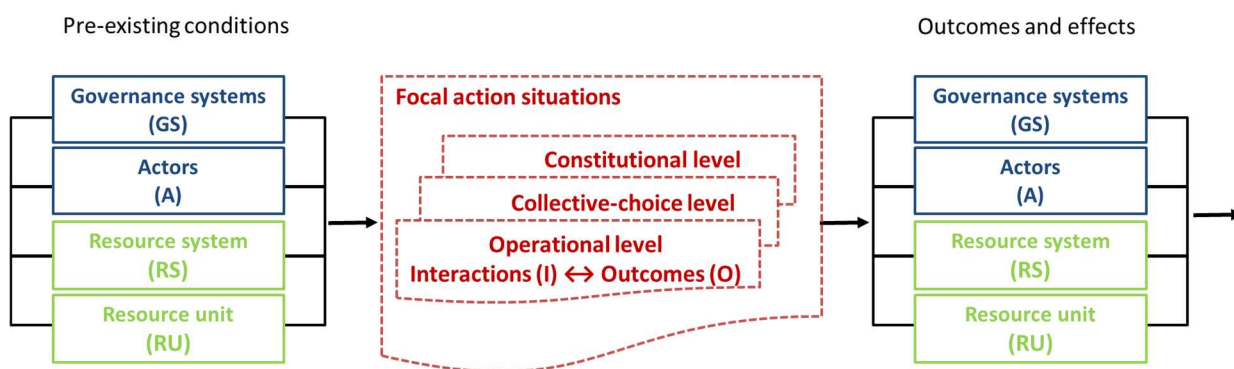 Pre-existing conditions
Governance systems
(GS)
Actors
(A)
Resource system
(RS)
Resource unit
(RU)
Focal action situations
Constitutional level
Collective-choice level
Operational level
Interactions (I) ↔ Outcomes (O)
Outcomes and effects
Governance systems
(GS)
Actors
(A)
Resource system
(RS)
Resource unit
(RU)